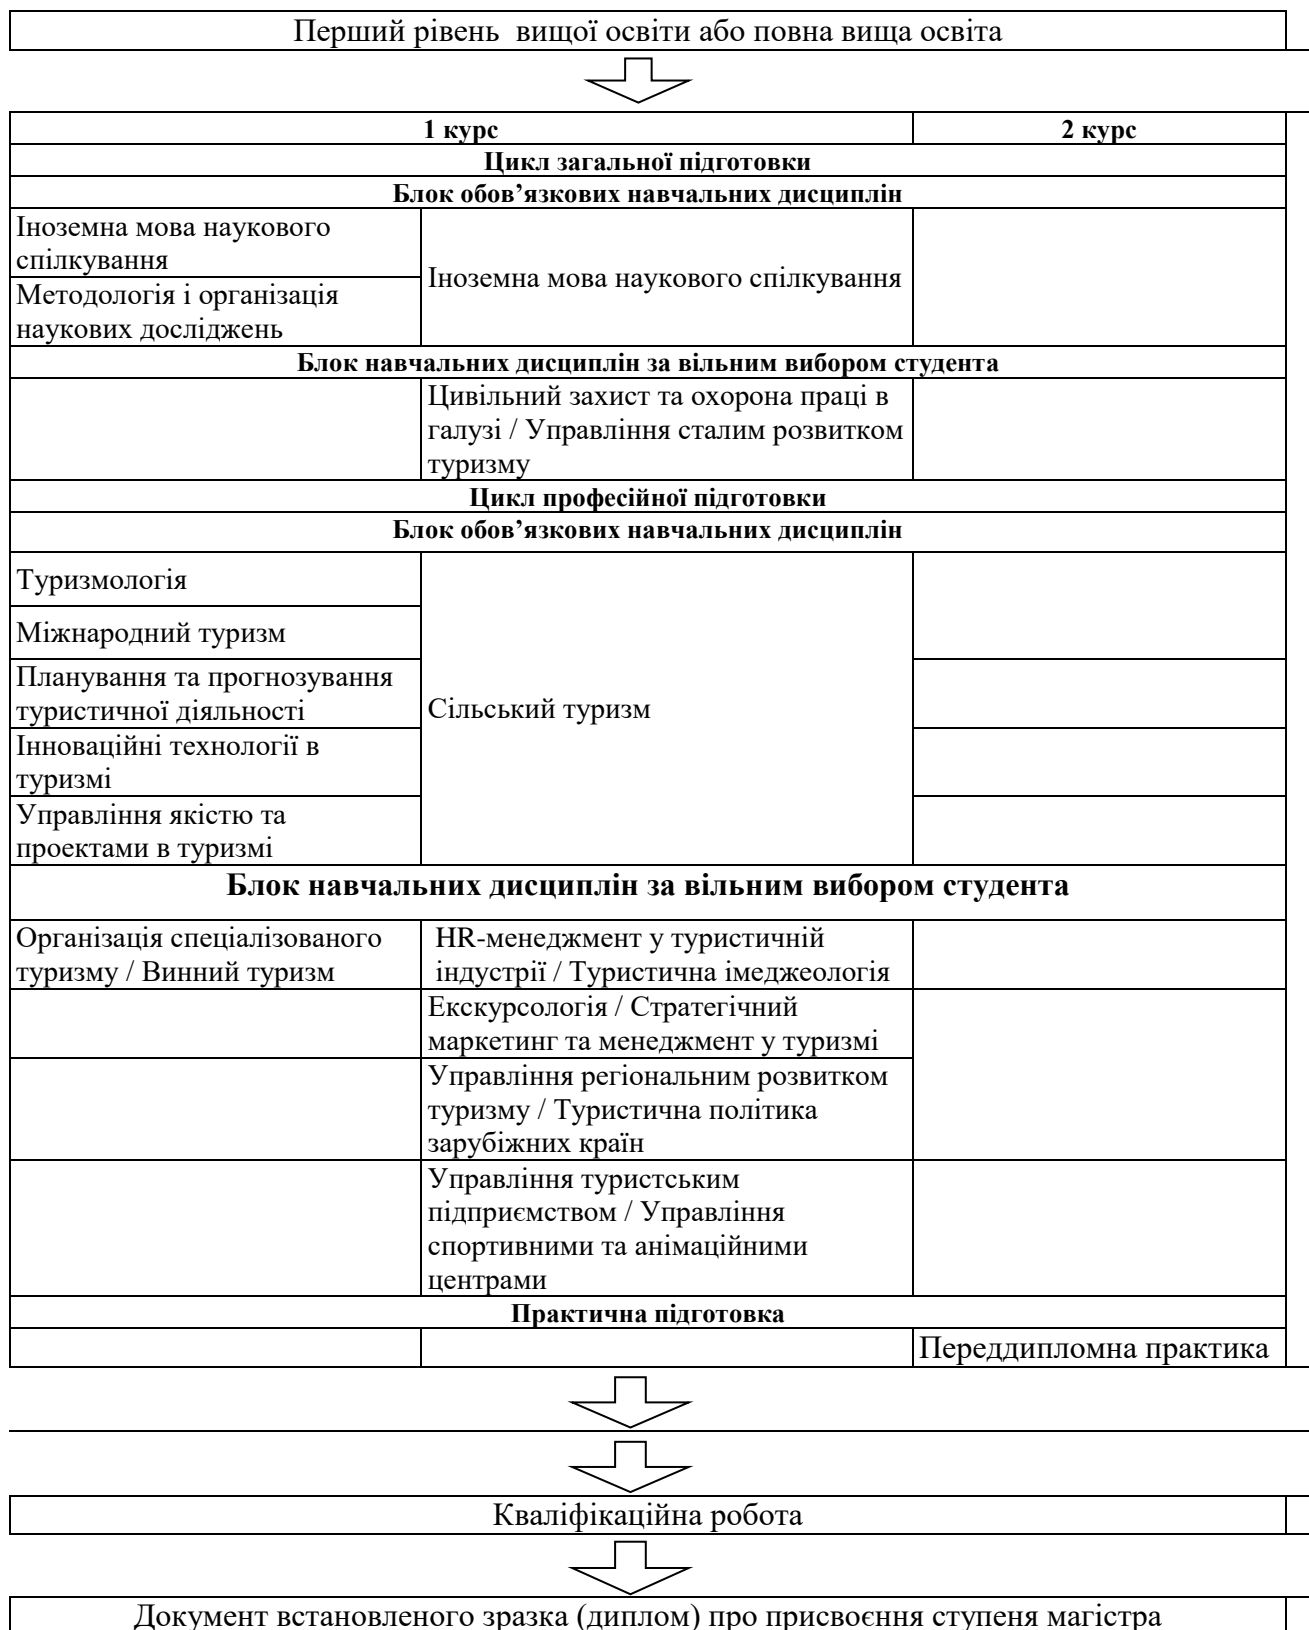 Перший рівень вищої освіти або повна вища освіта
1 курс
2 курс
Цикл загальної підготовки
Блок обов’язкових навчальних дисциплін
Іноземна мова наукового
спілкування
Методологія і організація
наукових досліджень
Іноземна мова наукового спілкування
Блок навчальних дисциплін за вільним вибором студента
Цивільний захист та охорона праці в
галузі / Управління сталим розвитком
туризму
Цикл професійної підготовки
Блок обов’язкових навчальних дисциплін
Туризмологія
Міжнародний туризм
Планування та прогнозування
туристичної діяльності
Інноваційні технології в
туризмі
Управління якістю та
проектами в туризмі
Сільський туризм
Блок навчальних дисциплін за вільним вибором студента
Організація спеціалізованого
туризму / Винний туризм
HR-менеджмент у туристичній
індустрії / Туристична імеджеологія
Екскурсологія / Стратегічний
маркетинг та менеджмент у туризмі
Управління регіональним розвитком
туризму / Туристична політика
зарубіжних країн
Управління туристським
підприємством / Управління
спортивними та анімаційними
центрами
Практична підготовка
Переддипломна практика
Кваліфікаційна робота
Документ встановленого зразка (диплом) про присвоєння ступеня магістра